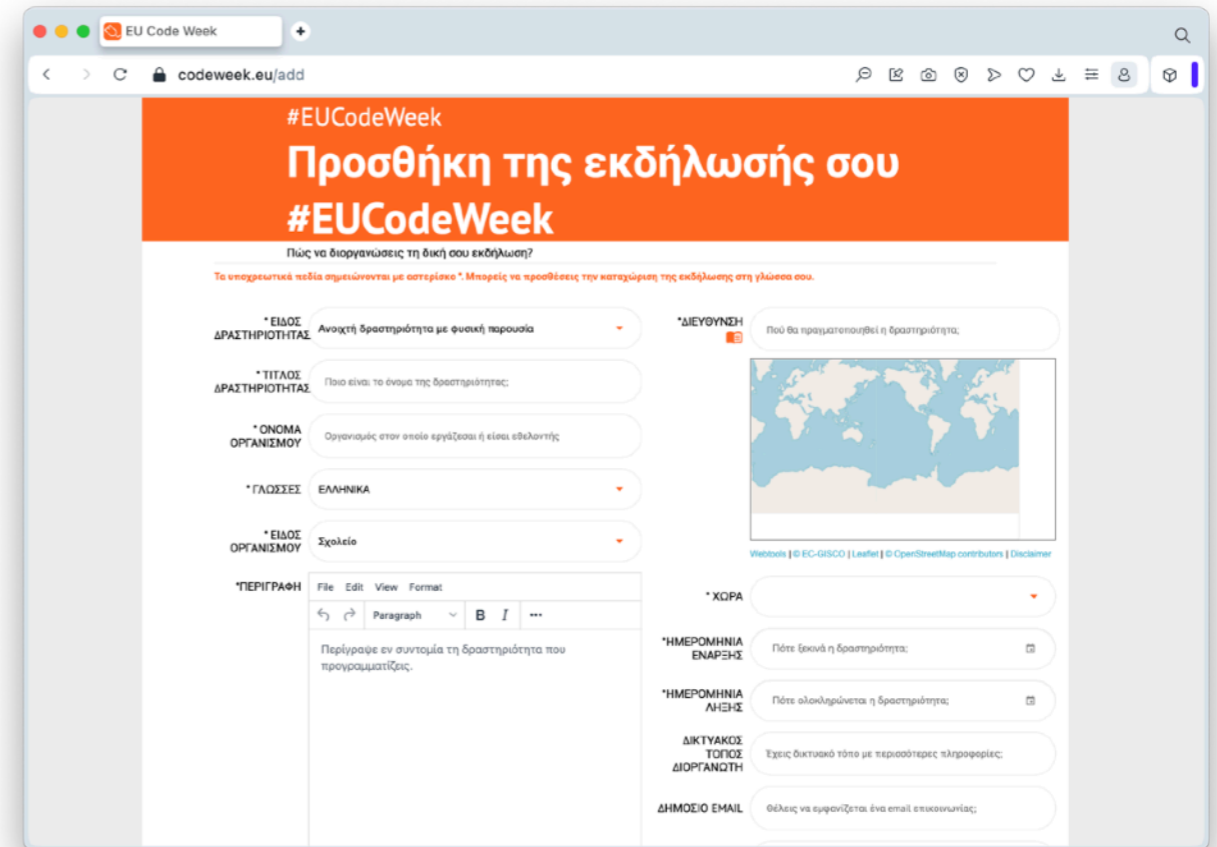 EU Code Week
codeweek.eu/add
#EUCodeWeek
Προσθήκη της εκδήλωσής σου
#EUCodeWeek
Πώς να διοργανώσεις τη δική σου εκδήλωση?
Τα υποχρεωτικά πεδία σημειώνονται με αστερίσκο *. Μπορείς να προσθέσεις την καταχώριση της εκδήλωσης στη γλώσσα σου.
* ΕΙΔΟΣ
ΔΡΑΣΤΗΡΙΟΤΗΤΑΣ
Ανοιχτή δραστηριότητα με φυσική παρουσία
* ΤΙΤΛΟΣ
ΔΡΑΣΤΗΡΙΟΤΗΤΑΣ
Ποιο είναι το όνομα της δραστηριότητας;
* ΟΝΟΜΑ
ΟΡΓΑΝΙΣΜΟΥ
Οργανισμός στον οποίο εργάζεσαι ή είσαι εθελοντής
* ΓΛΩΣΣΕΣ
ΕΛΛΗΝΙΚΑ
* ΕΙΔΟΣ
ΟΡΓΑΝΙΣΜΟΥ
Σχολείο
*ΠΕΡΙΓΡΑΦΗ
File Edit View Format
Paragraph B I ...
Περίγραψε εν συντομία τη δραστηριότητα που
προγραμματίζεις.
*ΔΙΕΥΘΥΝΣΗ
Πού θα πραγματοποιηθεί η δραστηριότητα;
Webtools | © EC-GISCO | Leaflet | © OpenStreetMap contributors | Disclaimer
* ΧΩΡΑ
*ΗΜΕΡΟΜΗΝΙΑ
ΕΝΑΡΞΗΣ
Πότε ξεκινά η δραστηριότητα;
*ΗΜΕΡΟΜΗΝΙΑ
ΛΗΞΗΣ
Πότε ολοκληρώνεται η δραστηριότητα;
ΔΙΚΤΥΑΚΟΣ
ΤΟΠΟΣ
ΔΙΟΡΓΑΝΩΤΗ
Έχεις δικτυακό τόπο με περισσότερες πληροφορίες;
ΔΗΜΟΣΙΟ EMAIL
Θέλεις να εμφανίζεται ένα email επικοινωνίας;